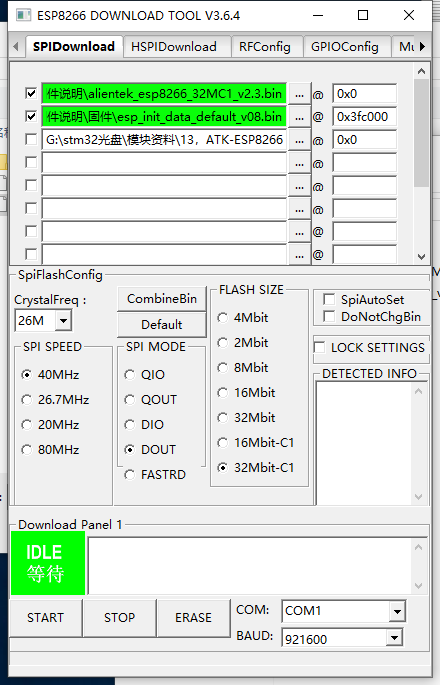 ESP8266 DOWNLOAD TOOL V3.6.4
SPIDownload HSPIDownload RFConfig GPIOConfig Mu
件说明\alientek_esp8266_32MC1_v2.3.bin ... @ 0x0
件说明\固件\esp_init_data_default_v08.bin ... @ 0x3fc000
G:\stm32光盘\模块资料\13，ATK-ESP8266 ... @ 0x0
... @
... @
... @
... @
... @
SpiFlashConfig
CrystalFreq :
26M
CombineBin
Default
SPI SPEED
40MHz
26.7MHz
20MHz
80MHz
SPI MODE
QIO
QOUT
DIO
DOUT
FASTRD
FLASH SIZE
4Mbit
2Mbit
8Mbit
16Mbit
32Mbit
16Mbit-C1
32Mbit-C1
SpiAutoSet
DoNotChgBin
LOCK SETTINGS
DETECTED INFO
Download Panel 1
IDLE
等待
START STOP ERASE
COM: COM1
BAUD: 921600